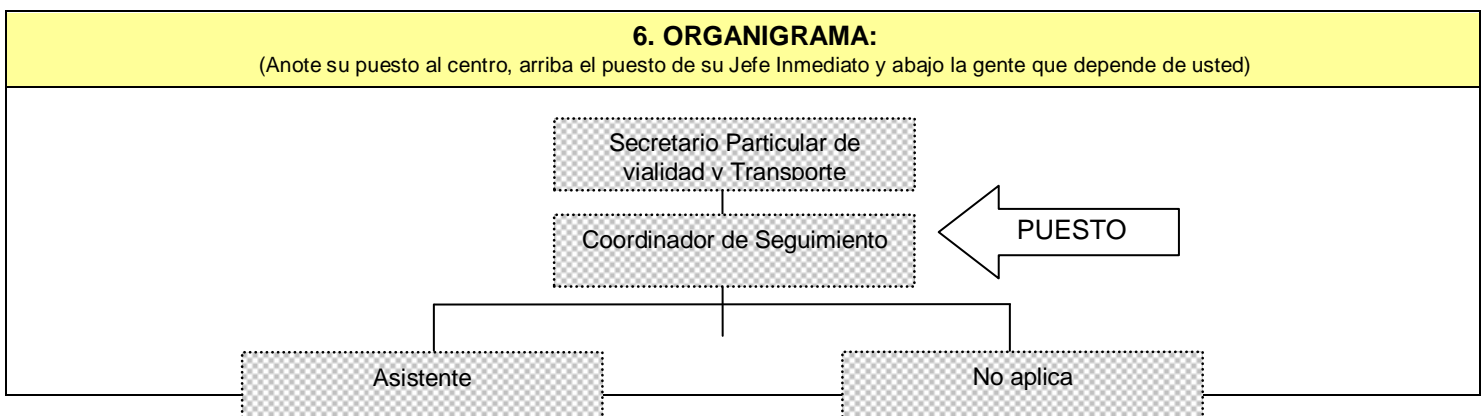 6. ORGANIGRAMA:
(Anote su puesto al centro, arriba el puesto de su Jefe Inmediato y abajo la gente que depende de usted)
Secretario Particular de
vialidad y Transporte
Coordinador de Seguimiento
PUESTO
Asistente
No aplica